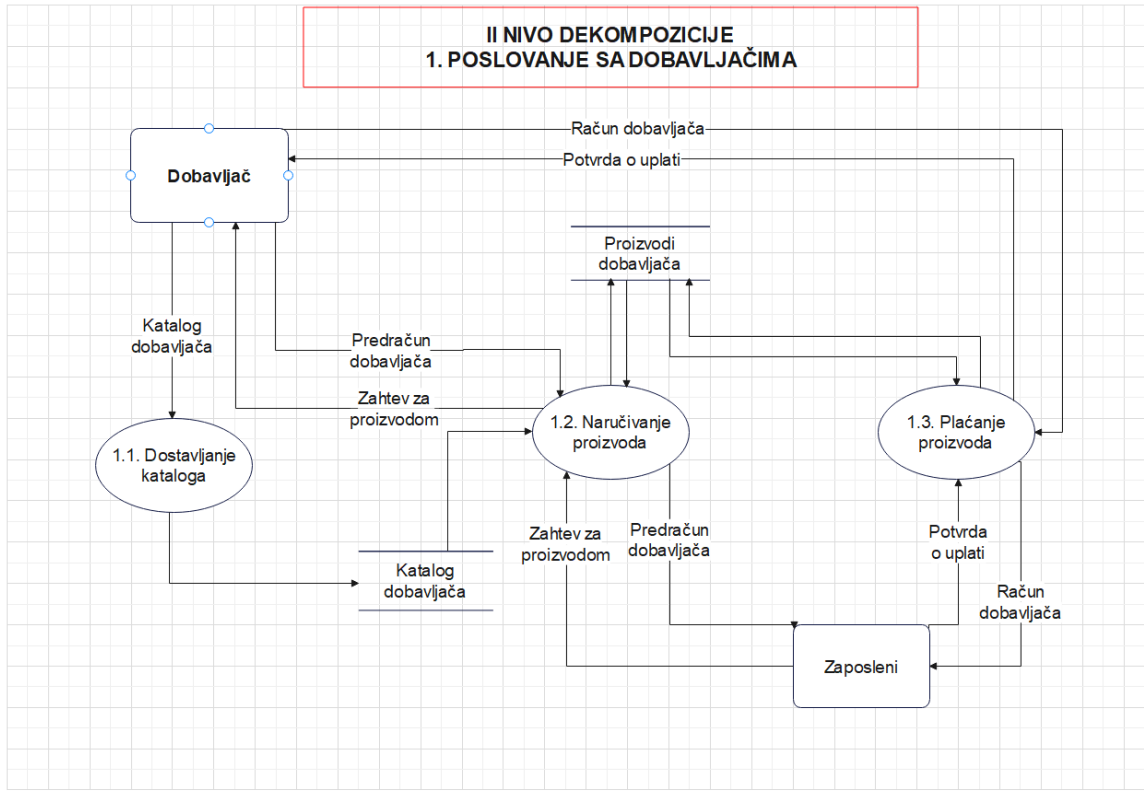 II NIVO DEKOMPOZICIJE
1. POSLOVANJE SA DOBAVLJAČIMA
Račun dobavljača
Potvrda o uplati
Dobavljač
Proizvodi
dobavljača
Katalog
dobavljača
Predračun
dobavljača
Zahtev za
proizvodom
1.1. Dostavljanje
kataloga
1.2. Naručivanje
proizvoda
1.3. Plaćanje
proizvoda
Zahtev za
proizvodom
Predračun
dobavljača
Potvrda
o uplati
Katalog
dobavljača
Račun
dobavljača
Zaposleni